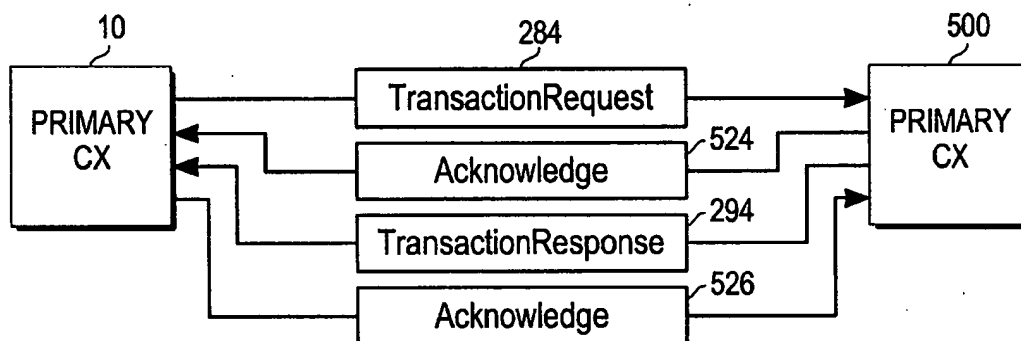 10
284
500
PRIMARY
CX
TransactionRequest
PRIMARY
CX
524
Acknowledge
294
TransactionResponse
526
Acknowledge